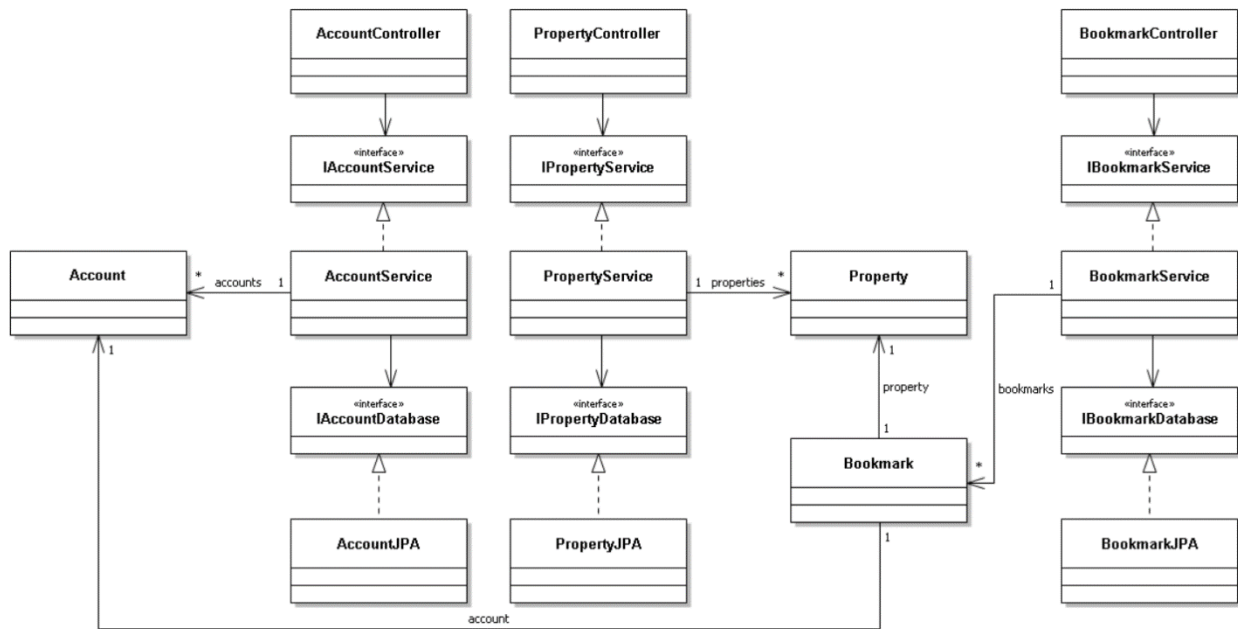 AccountController
PropertyController
BookmarkController
«interface»
IAccountService
«interface»
IPropertyService
«interface»
IBookmarkService
Account
* accounts 1
AccountService
PropertyService
1 properties *
Property
1
BookmarkService
1
1
property
bookmarks
«interface»
IAccountDatabase
«interface»
IPropertyDatabase
«interface»
IBookmarkDatabase
1
Bookmark
*
1
AccountJPA
PropertyJPA
BookmarkJPA
1
account